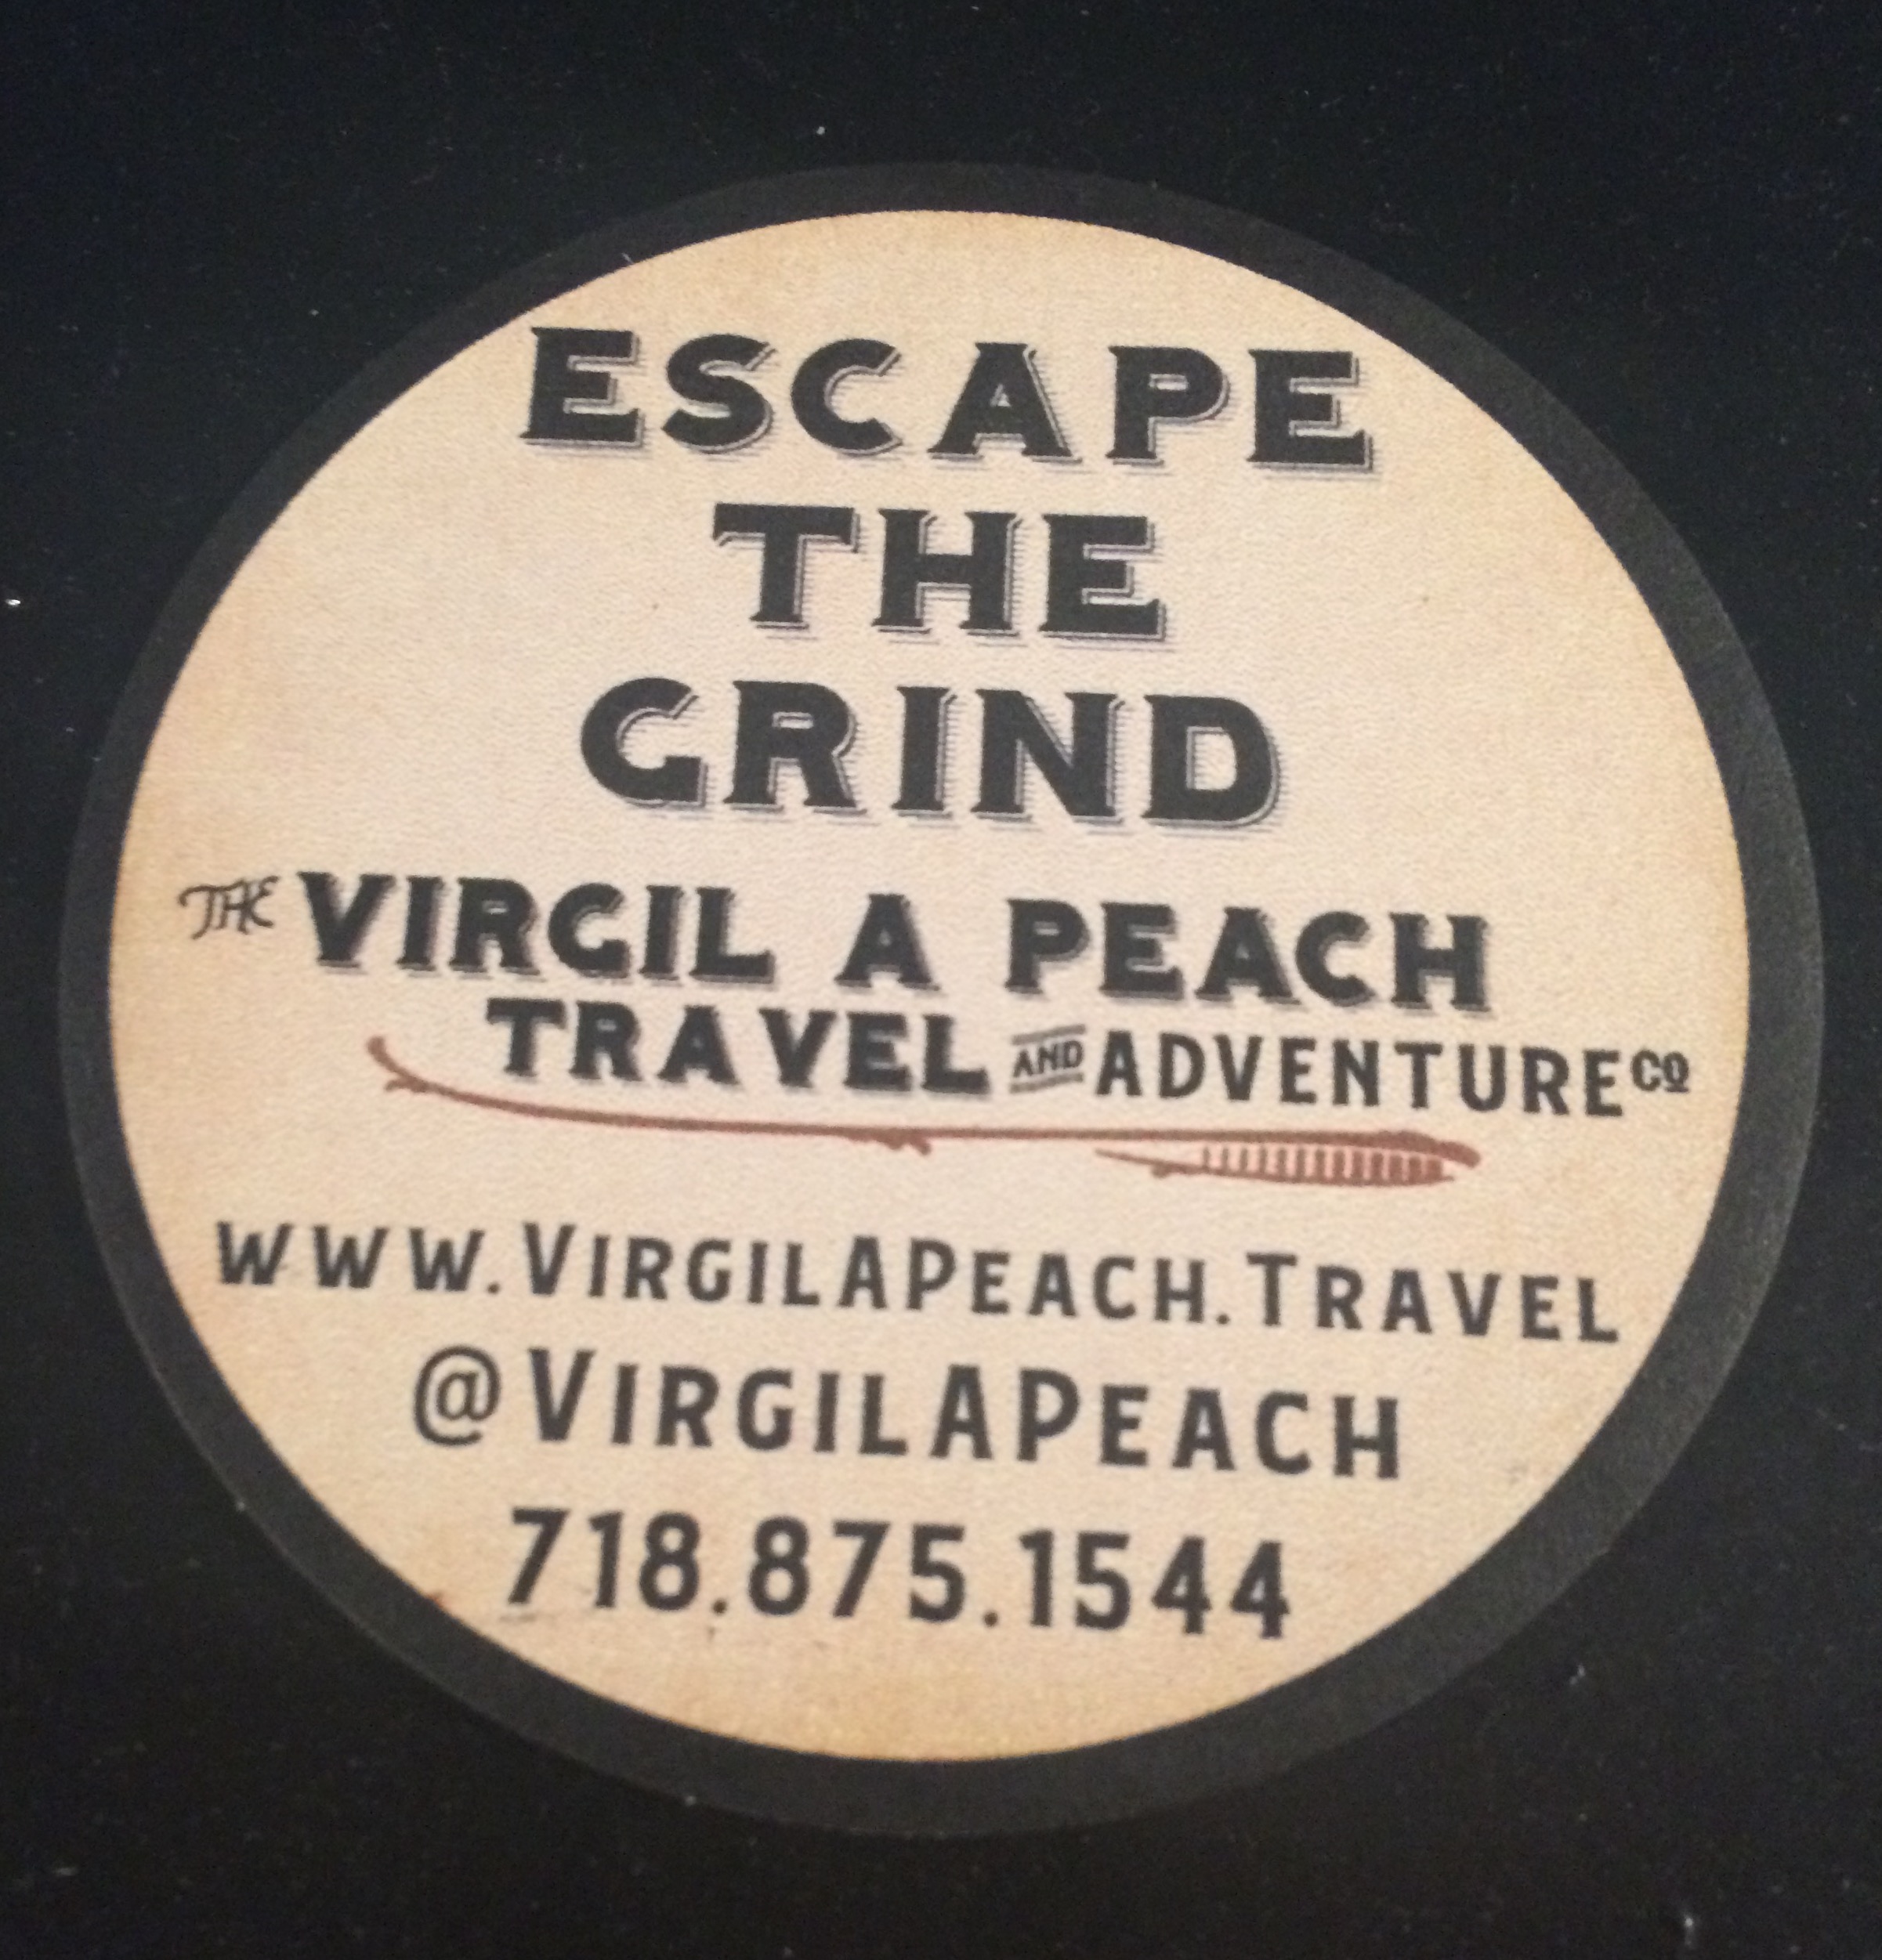 ESCAPE
THE
GRIND
THE VIRGIL A PEACH
TRAVEL AND ADVENTURE CO
WWW.VIRGILAPEACH.TRAVEL
@VIRGILAPEACH
718.875.1544